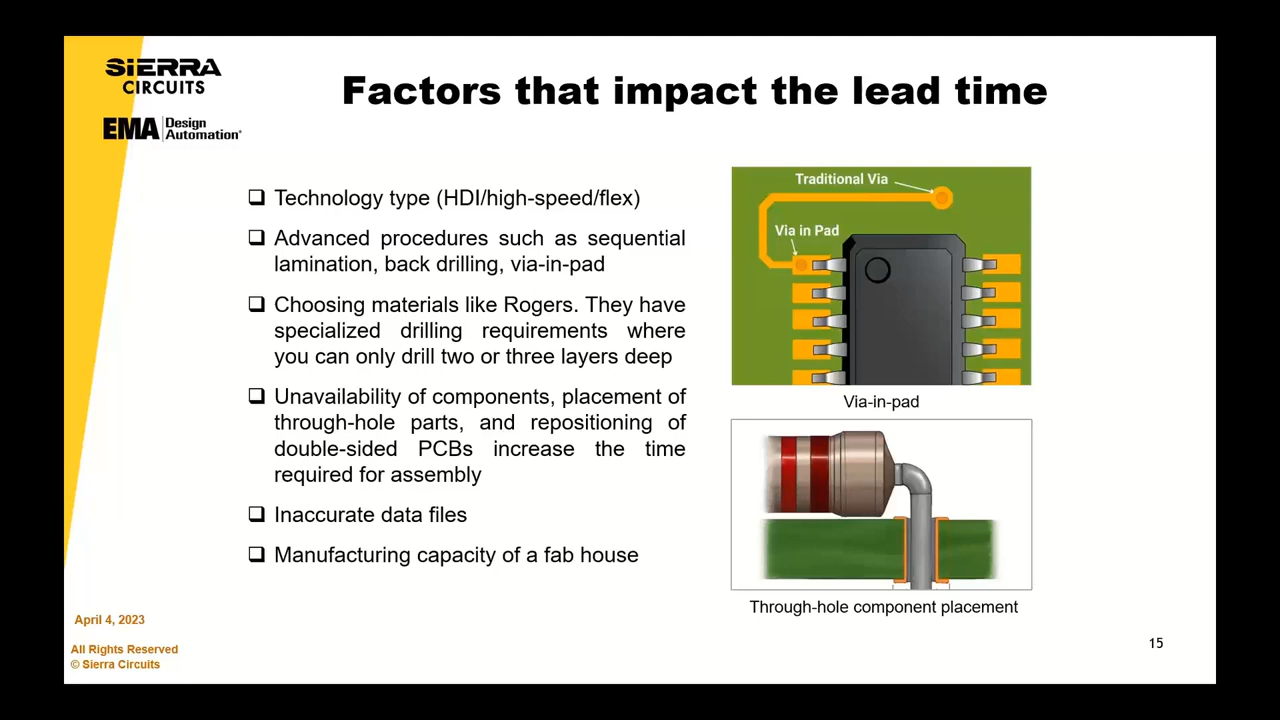 SIERRA
CIRCUITS
EMA Design
Automation®
Factors that impact the lead time
❑ Technology type (HDI/high-speed/flex)
❑ Advanced procedures such as sequential
lamination, back drilling, via-in-pad
❑ Choosing materials like Rogers. They have
specialized drilling requirements where
you can only drill two or three layers deep
❑ Unavailability of components, placement of
through-hole parts, and repositioning of
double-sided PCBs increase the time
required for assembly
❑ Inaccurate data files
❑ Manufacturing capacity of a fab house
Traditional Via
Via in Pad
Via-in-pad
Through-hole component placement
April 4, 2023
All Rights Reserved
© Sierra Circuits
15